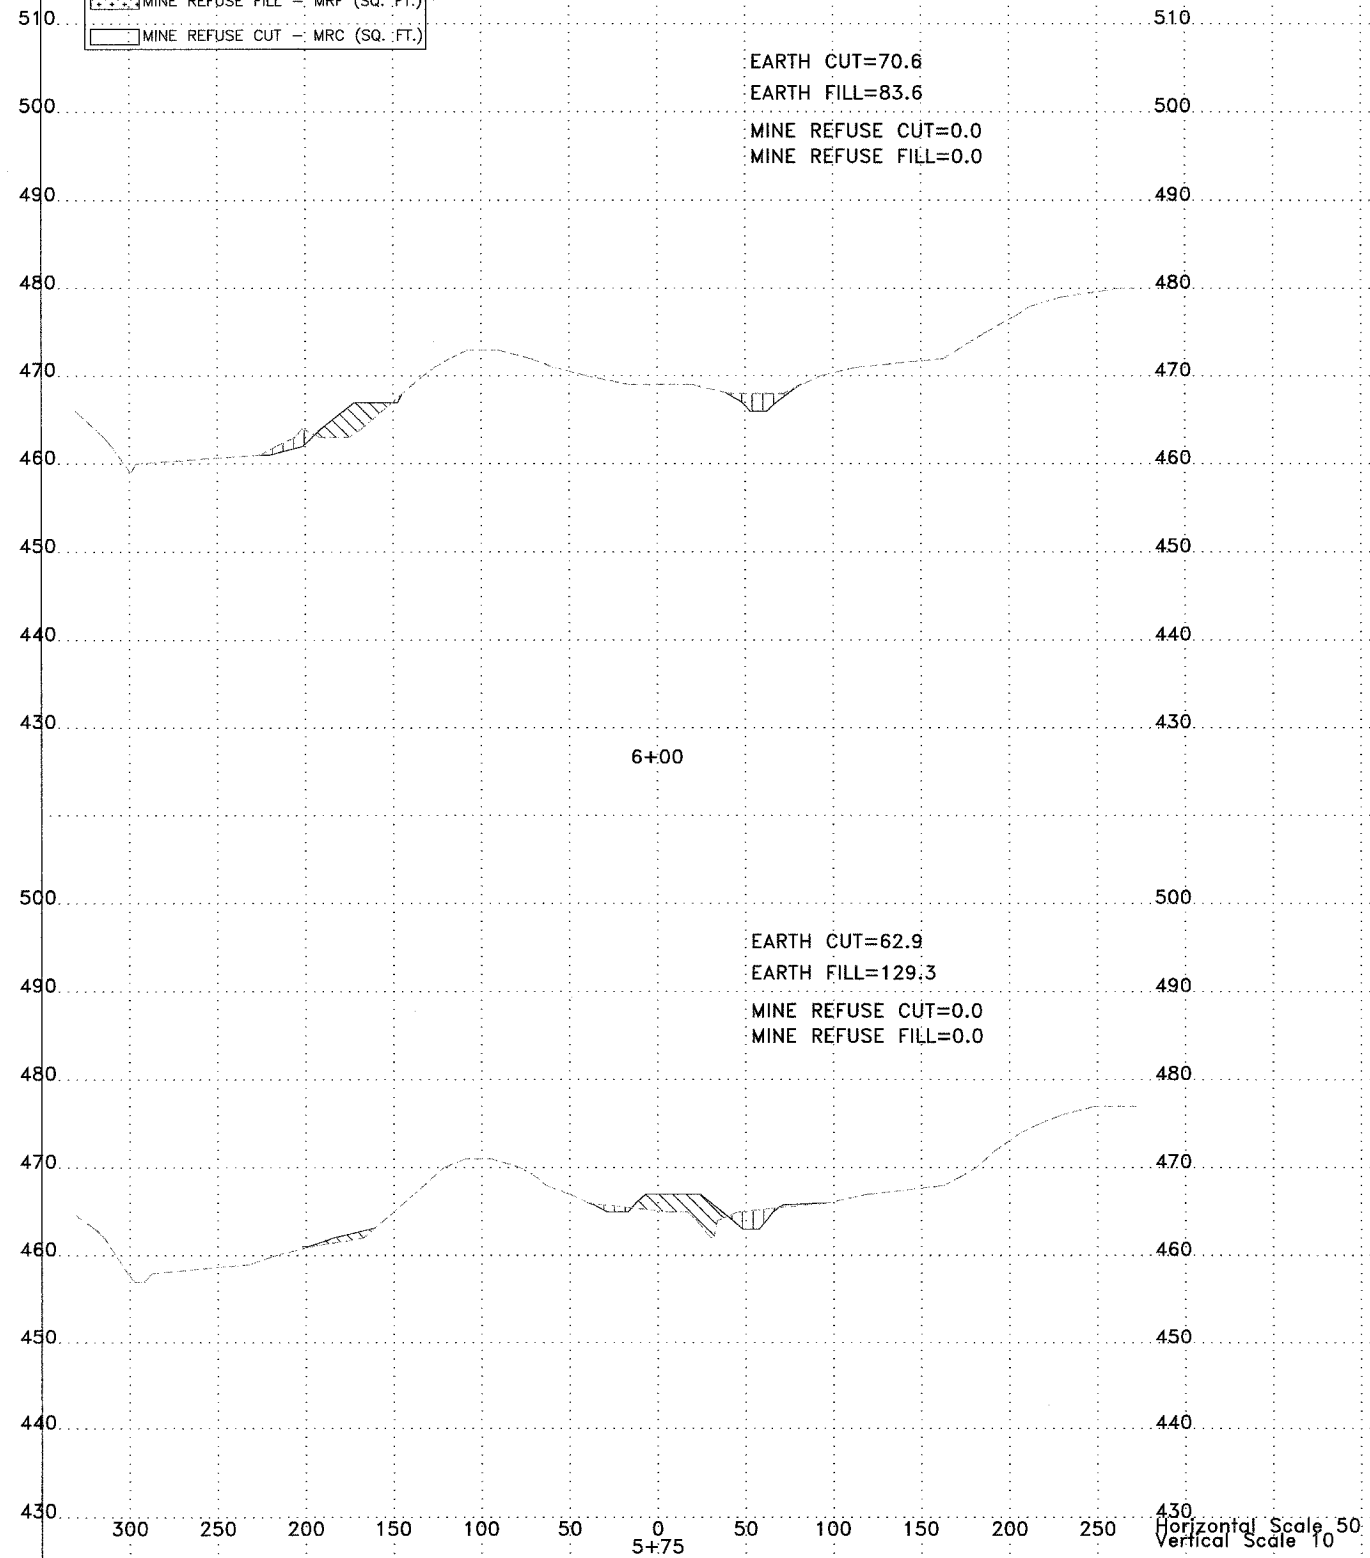 MINE REFUSE FILL - MRF (SQ. FT.)
MINE REFUSE CUT - MRC (SQ. FT.)
510 510
EARTH CUT=70.6
EARTH FILL=83.6
500 500
MINE REFUSE CUT=0.0
MINE REFUSE FILL=0.0
490 490
480 480
470 470
460 460
450 450
440 440
430 430
6+00
500 500
EARTH CUT=62.9
EARTH FILL=129.3
490 490
MINE REFUSE CUT=0.0
MINE REFUSE FILL=0.0
480 480
470 470
460 460
450 450
440 440
430 430
300 250 200 150 100 50 0 50 100 150 200 250
5+75
Horizontal Scale 50
Vertical Scale 10